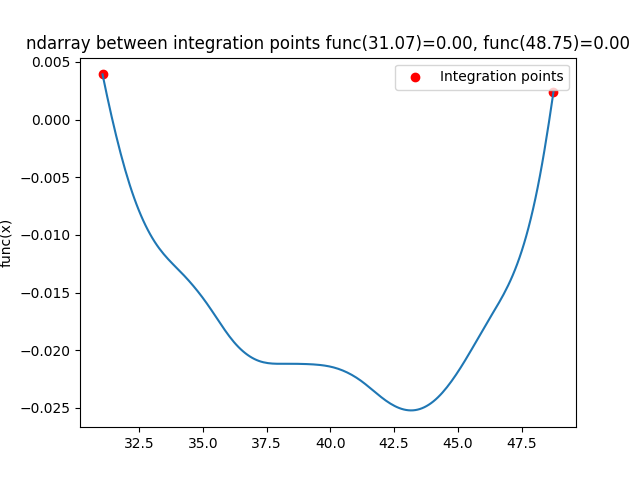 ndarray between integration points func(31.07)=0.00, func(48.75)=0.00
Integration points
0.005
0.000
−0.005
−0.010
−0.015
−0.020
−0.025
func(x)
32.5 35.0 37.5 40.0 42.5 45.0 47.5